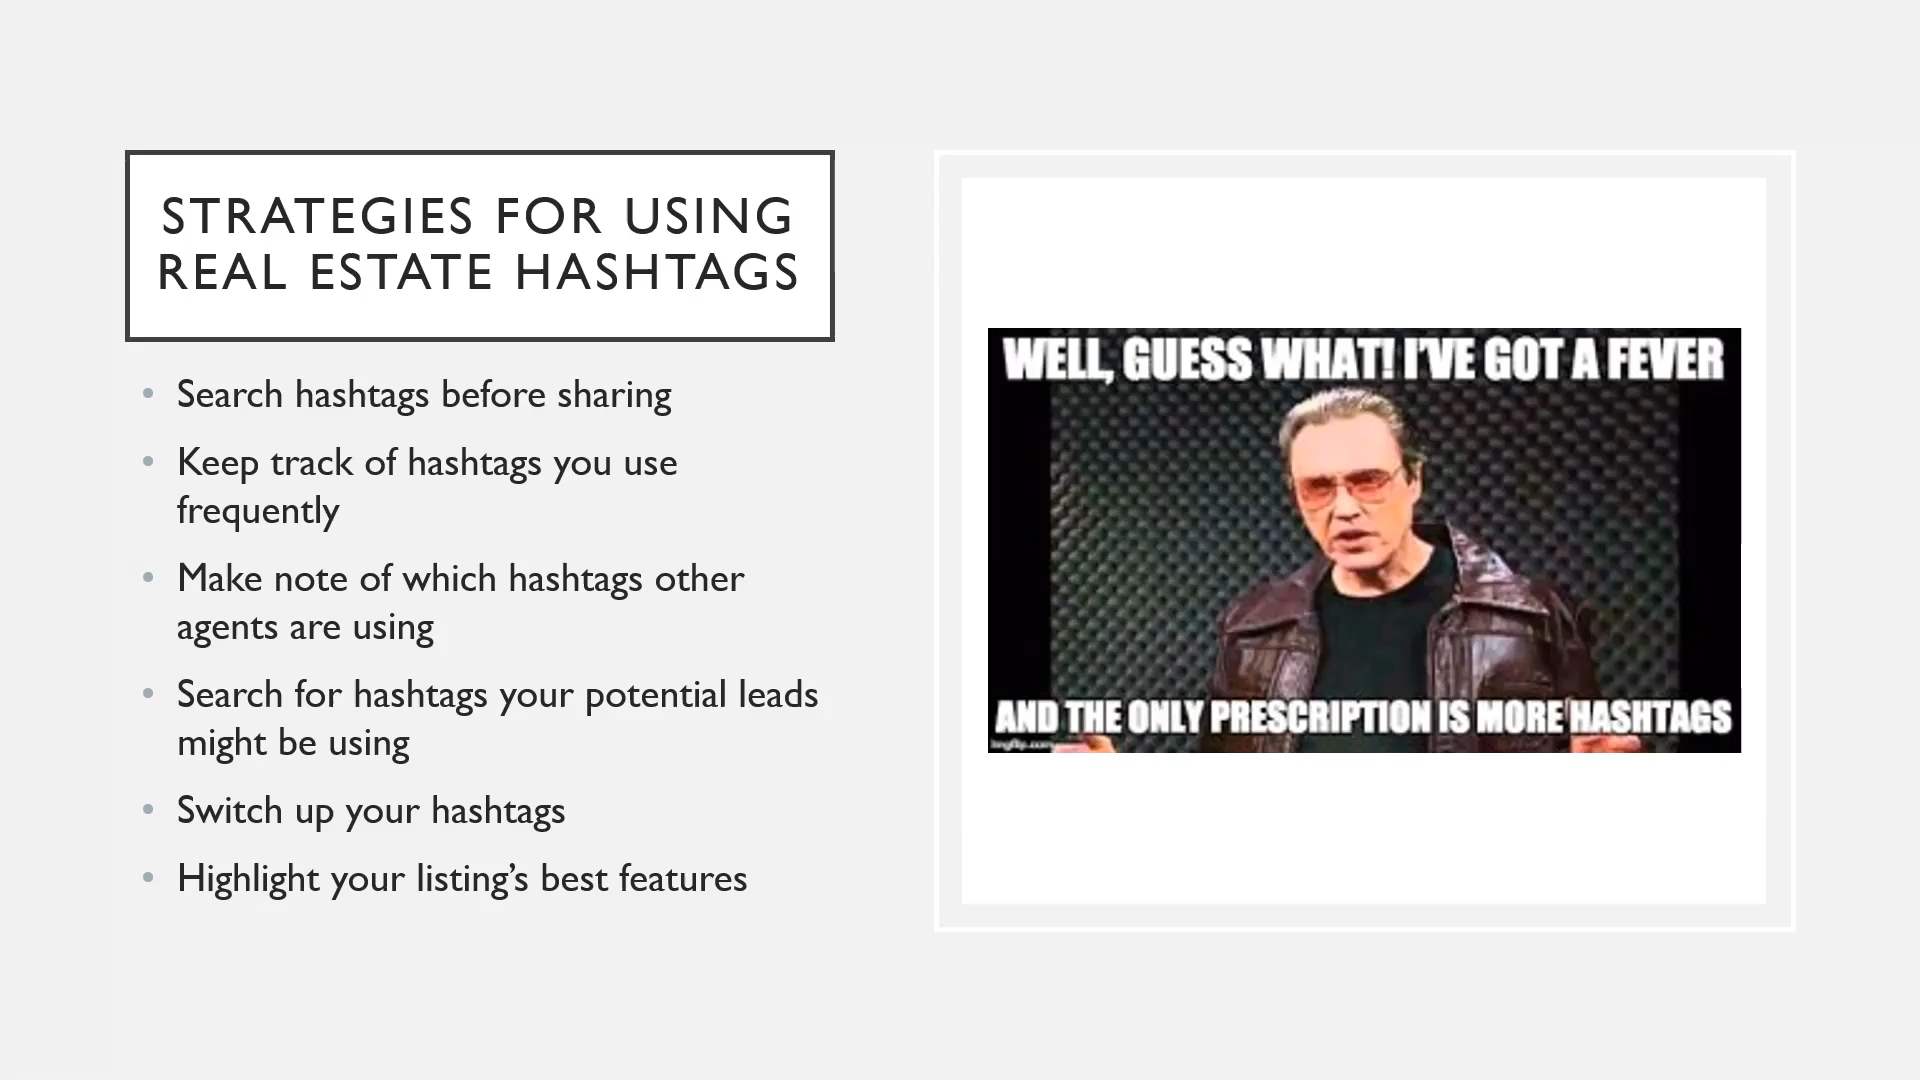 STRATEGIES FOR USING
REAL ESTATE HASHTAGS
• Search hashtags before sharing
• Keep track of hashtags you use
frequently
• Make note of which hashtags other
agents are using
• Search for hashtags your potential leads
might be using
• Switch up your hashtags
• Highlight your listing’s best features
WELL, GUESS WHAT! I'VE GOT A FEVER
AND THE ONLY PRESCRIPTION IS MORE HASHTAGS
imgflip.com